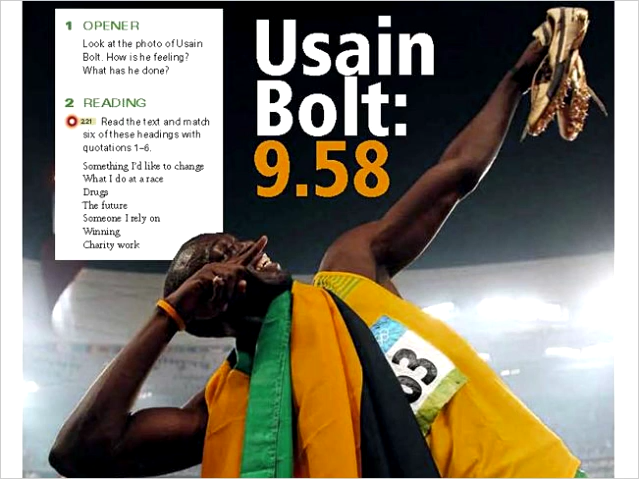 1 OPENER
Look at the photo of Usain
Bolt. How is he feeling?
What has he done?
2 READING
221 Read the text and match
six of these headings with
quotations 1–6.
Something I'd like to change
What I do at a race
Drugs
The future
Someone I rely on
Winning
Charity work
Usain
Bolt:
9.58